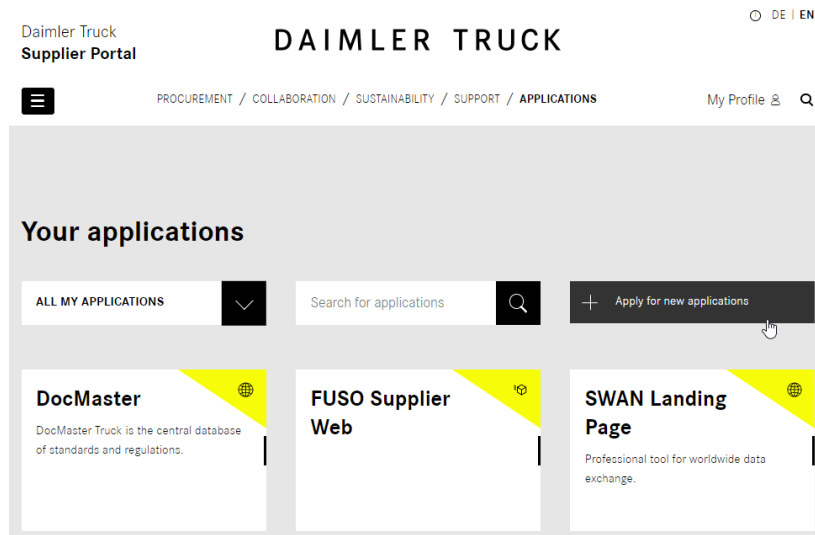 DE | EN
Daimler Truck
Supplier Portal
DAIMLER TRUCK
PROCUREMENT / COLLABORATION / SUSTAINABILITY / SUPPORT / APPLICATIONS
My Profile
Your applications
ALL MY APPLICATIONS
Search for applications
Apply for new applications
DocMaster
DocMaster Truck is the central database
of standards and regulations.
FUSO Supplier
Web
SWAN Landing
Page
Professional tool for worldwide data
exchange.